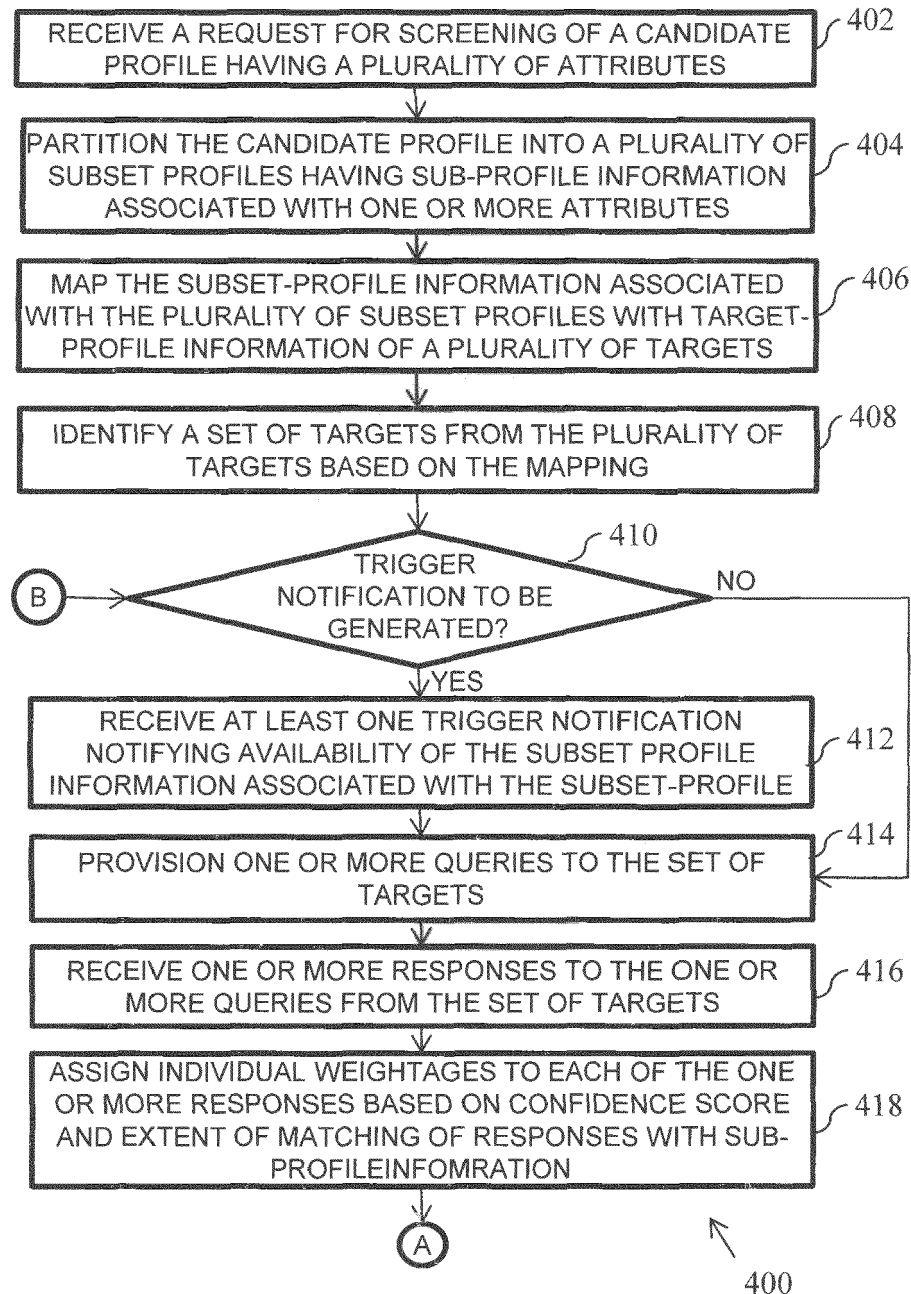 RECEIVE A REQUEST FOR SCREENING OF A CANDIDATE
PROFILE HAVING A PLURALITY OF ATTRIBUTES
402
PARTITION THE CANDIDATE PROFILE INTO A PLURALITY OF
SUBSET PROFILES HAVING SUB-PROFILE INFORMATION
ASSOCIATED WITH ONE OR MORE ATTRIBUTES
404
MAP THE SUBSET-PROFILE INFORMATION ASSOCIATED
WITH THE PLURALITY OF SUBSET PROFILES WITH TARGET-
PROFILE INFORMATION OF A PLURALITY OF TARGETS
406
IDENTIFY A SET OF TARGETS FROM THE PLURALITY OF
TARGETS BASED ON THE MAPPING
408
410
TRIGGER
NOTIFICATION TO BE
GENERATED?
B
NO
YES
RECEIVE AT LEAST ONE TRIGGER NOTIFICATION
NOTIFYING AVAILABILITY OF THE SUBSET PROFILE
INFORMATION ASSOCIATED WITH THE SUBSET-PROFILE
412
PROVISION ONE OR MORE QUERIES TO THE SET OF
TARGETS
414
RECEIVE ONE OR MORE RESPONSES TO THE ONE OR
MORE QUERIES FROM THE SET OF TARGETS
416
ASSIGN INDIVIDUAL WEIGHTAGES TO EACH OF THE ONE
OR MORE RESPONSES BASED ON CONFIDENCE SCORE
AND EXTENT OF MATCHING OF RESPONSES WITH SUB-
PROFILEINFOMRATION
418
A
400